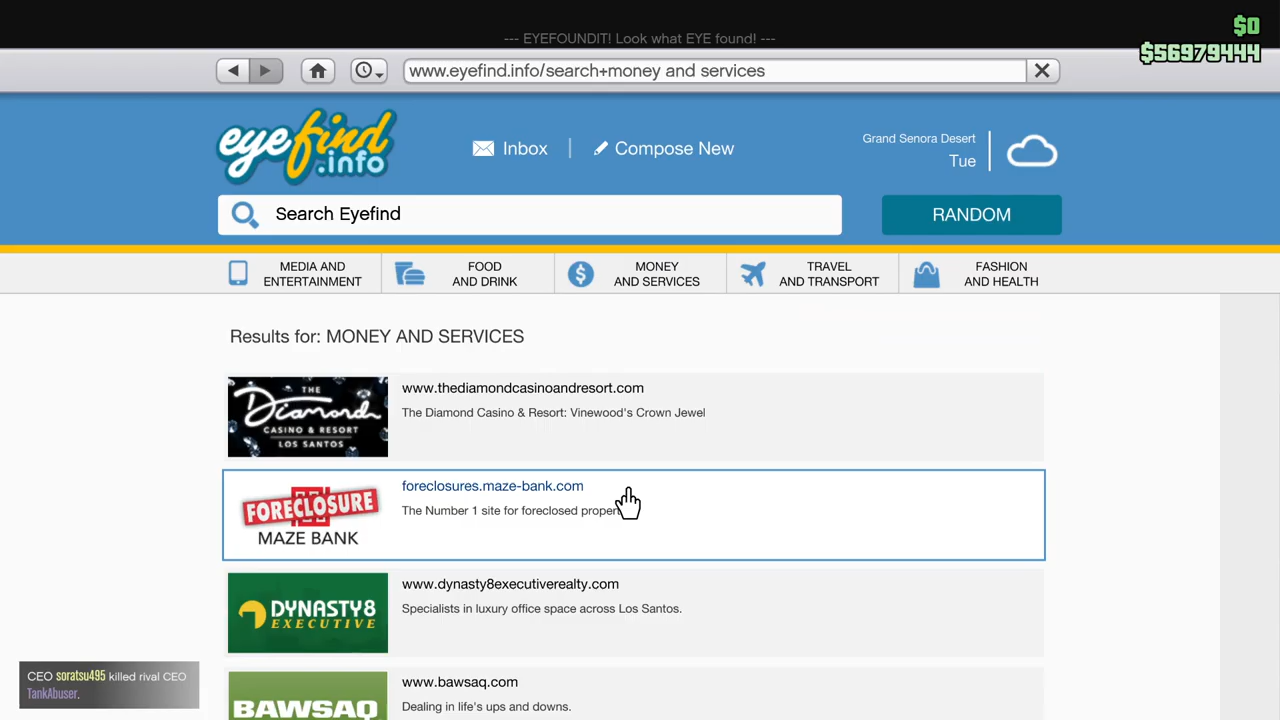 $0
--- EYEFOUNDIT! Look what EYE found! ---
$56979444
www.eyefind.info/search+money and services
eyefind
.info
Inbox
Compose New
Grand Senora Desert
Tue
Search Eyefind
RANDOM
MEDIA AND
ENTERTAINMENT
FOOD
AND DRINK
MONEY
AND SERVICES
TRAVEL
AND TRANSPORT
FASHION
AND HEALTH
Results for: MONEY AND SERVICES
THE
Diamond
CASINO & RESORT
LOS SANTOS
www.thediamondcasinoandresort.com
The Diamond Casino & Resort: Vinewood's Crown Jewel
FORECLOSURE
MAZE BANK
foreclosures.maze-bank.com
The Number 1 site for foreclosed proper
DYNASTY8
EXECUTIVE
www.dynasty8executiverealty.com
Specialists in luxury office space across Los Santos.
BAWSAQ
www.bawsaq.com
Dealing in life's ups and downs.
CEO soratsu495 killed rival CEO
TankAbuser.